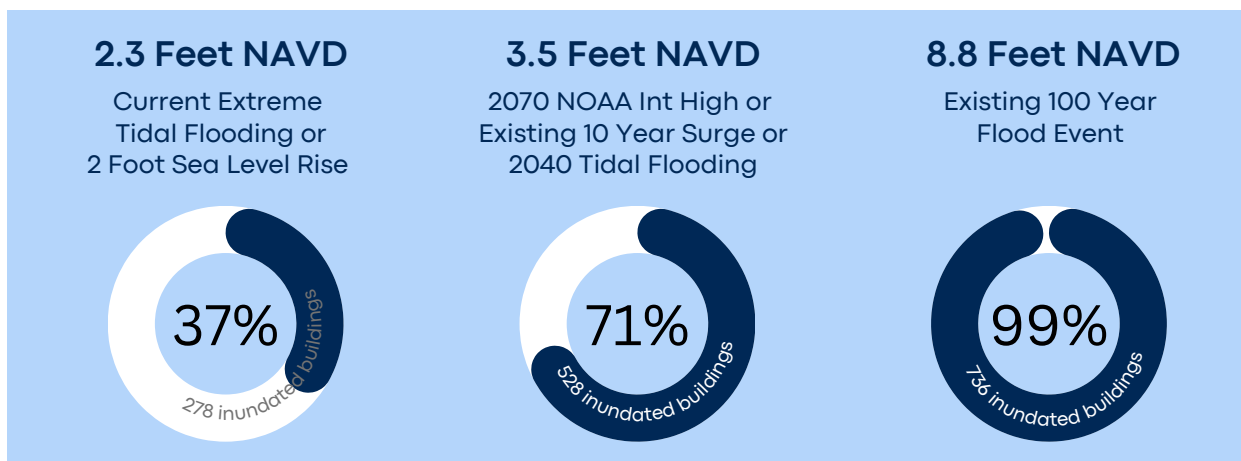 2.3 Feet NAVD
Current Extreme
Tidal Flooding or
2 Foot Sea Level Rise
37%
278 inundated buildings
3.5 Feet NAVD
2070 NOAA Int High or
Existing 10 Year Surge or
2040 Tidal Flooding
71%
528 inundated buildings
8.8 Feet NAVD
Existing 100 Year
Flood Event
99%
736 inundated buildings